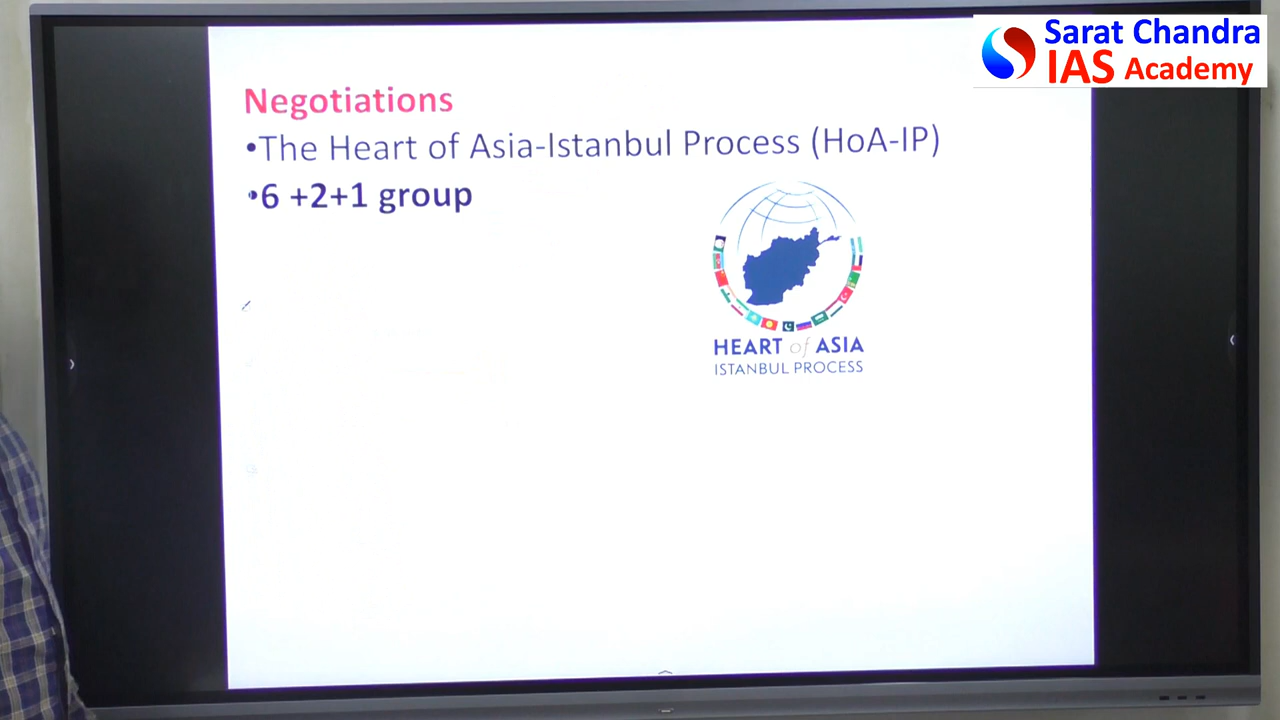 Sarat Chandra
IAS Academy
Negotiations
•The Heart of Asia-Istanbul Process (HoA-IP)
•6 +2+1 group
HEART of ASIA
ISTANBUL PROCESS